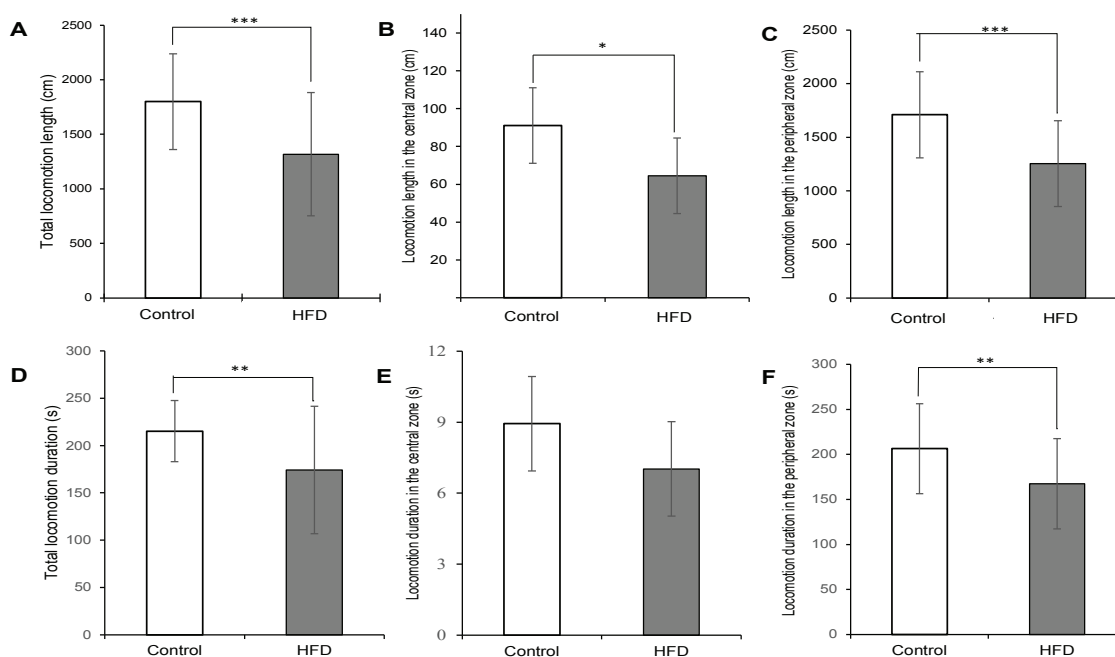 A
Total locomotion length (cm)
2500
2000
1500
1000
500
0
***
Control
HFD
B
Locomotion length in the central zone (cm)
140
120
100
80
60
40
20
*
Control
HFD
C
Locomotion length in the peripheral zone (cm)
2500
2000
1500
1000
500
0
***
Control
HFD
D
Total locomotion duration (s)
300
250
200
150
100
50
0
**
Control
HFD
E
Locomotion duration in the central zone (s)
12
9
6
3
0
Control
HFD
F
Locomotion duration in the peripheral zone (s)
300
250
200
150
100
50
0
**
Control
HFD